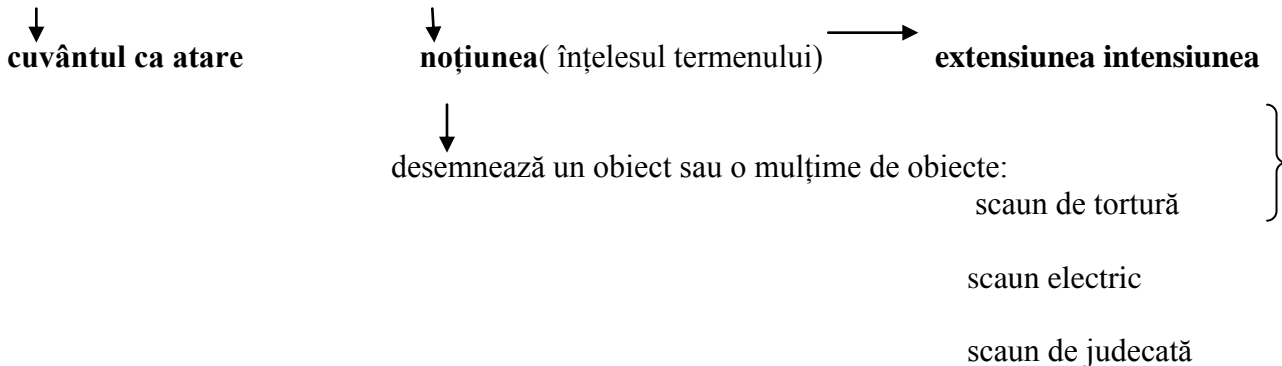 cuvântul ca atare noțiunea( înțelesul termenului) extensiunea intensiunea
desemnează un obiect sau o mulțime de obiecte:
scaun de tortură
scaun electric
scaun de judecată